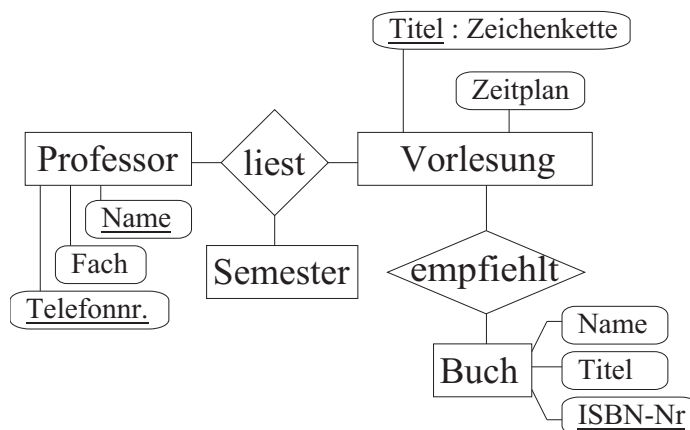 Titel : Zeichenkette
Zeitplan
Professor
liest
Vorlesung
Name
Fach
Telefonnr.
Semester
empfiehlt
Buch
Name
Titel
ISBN-Nr